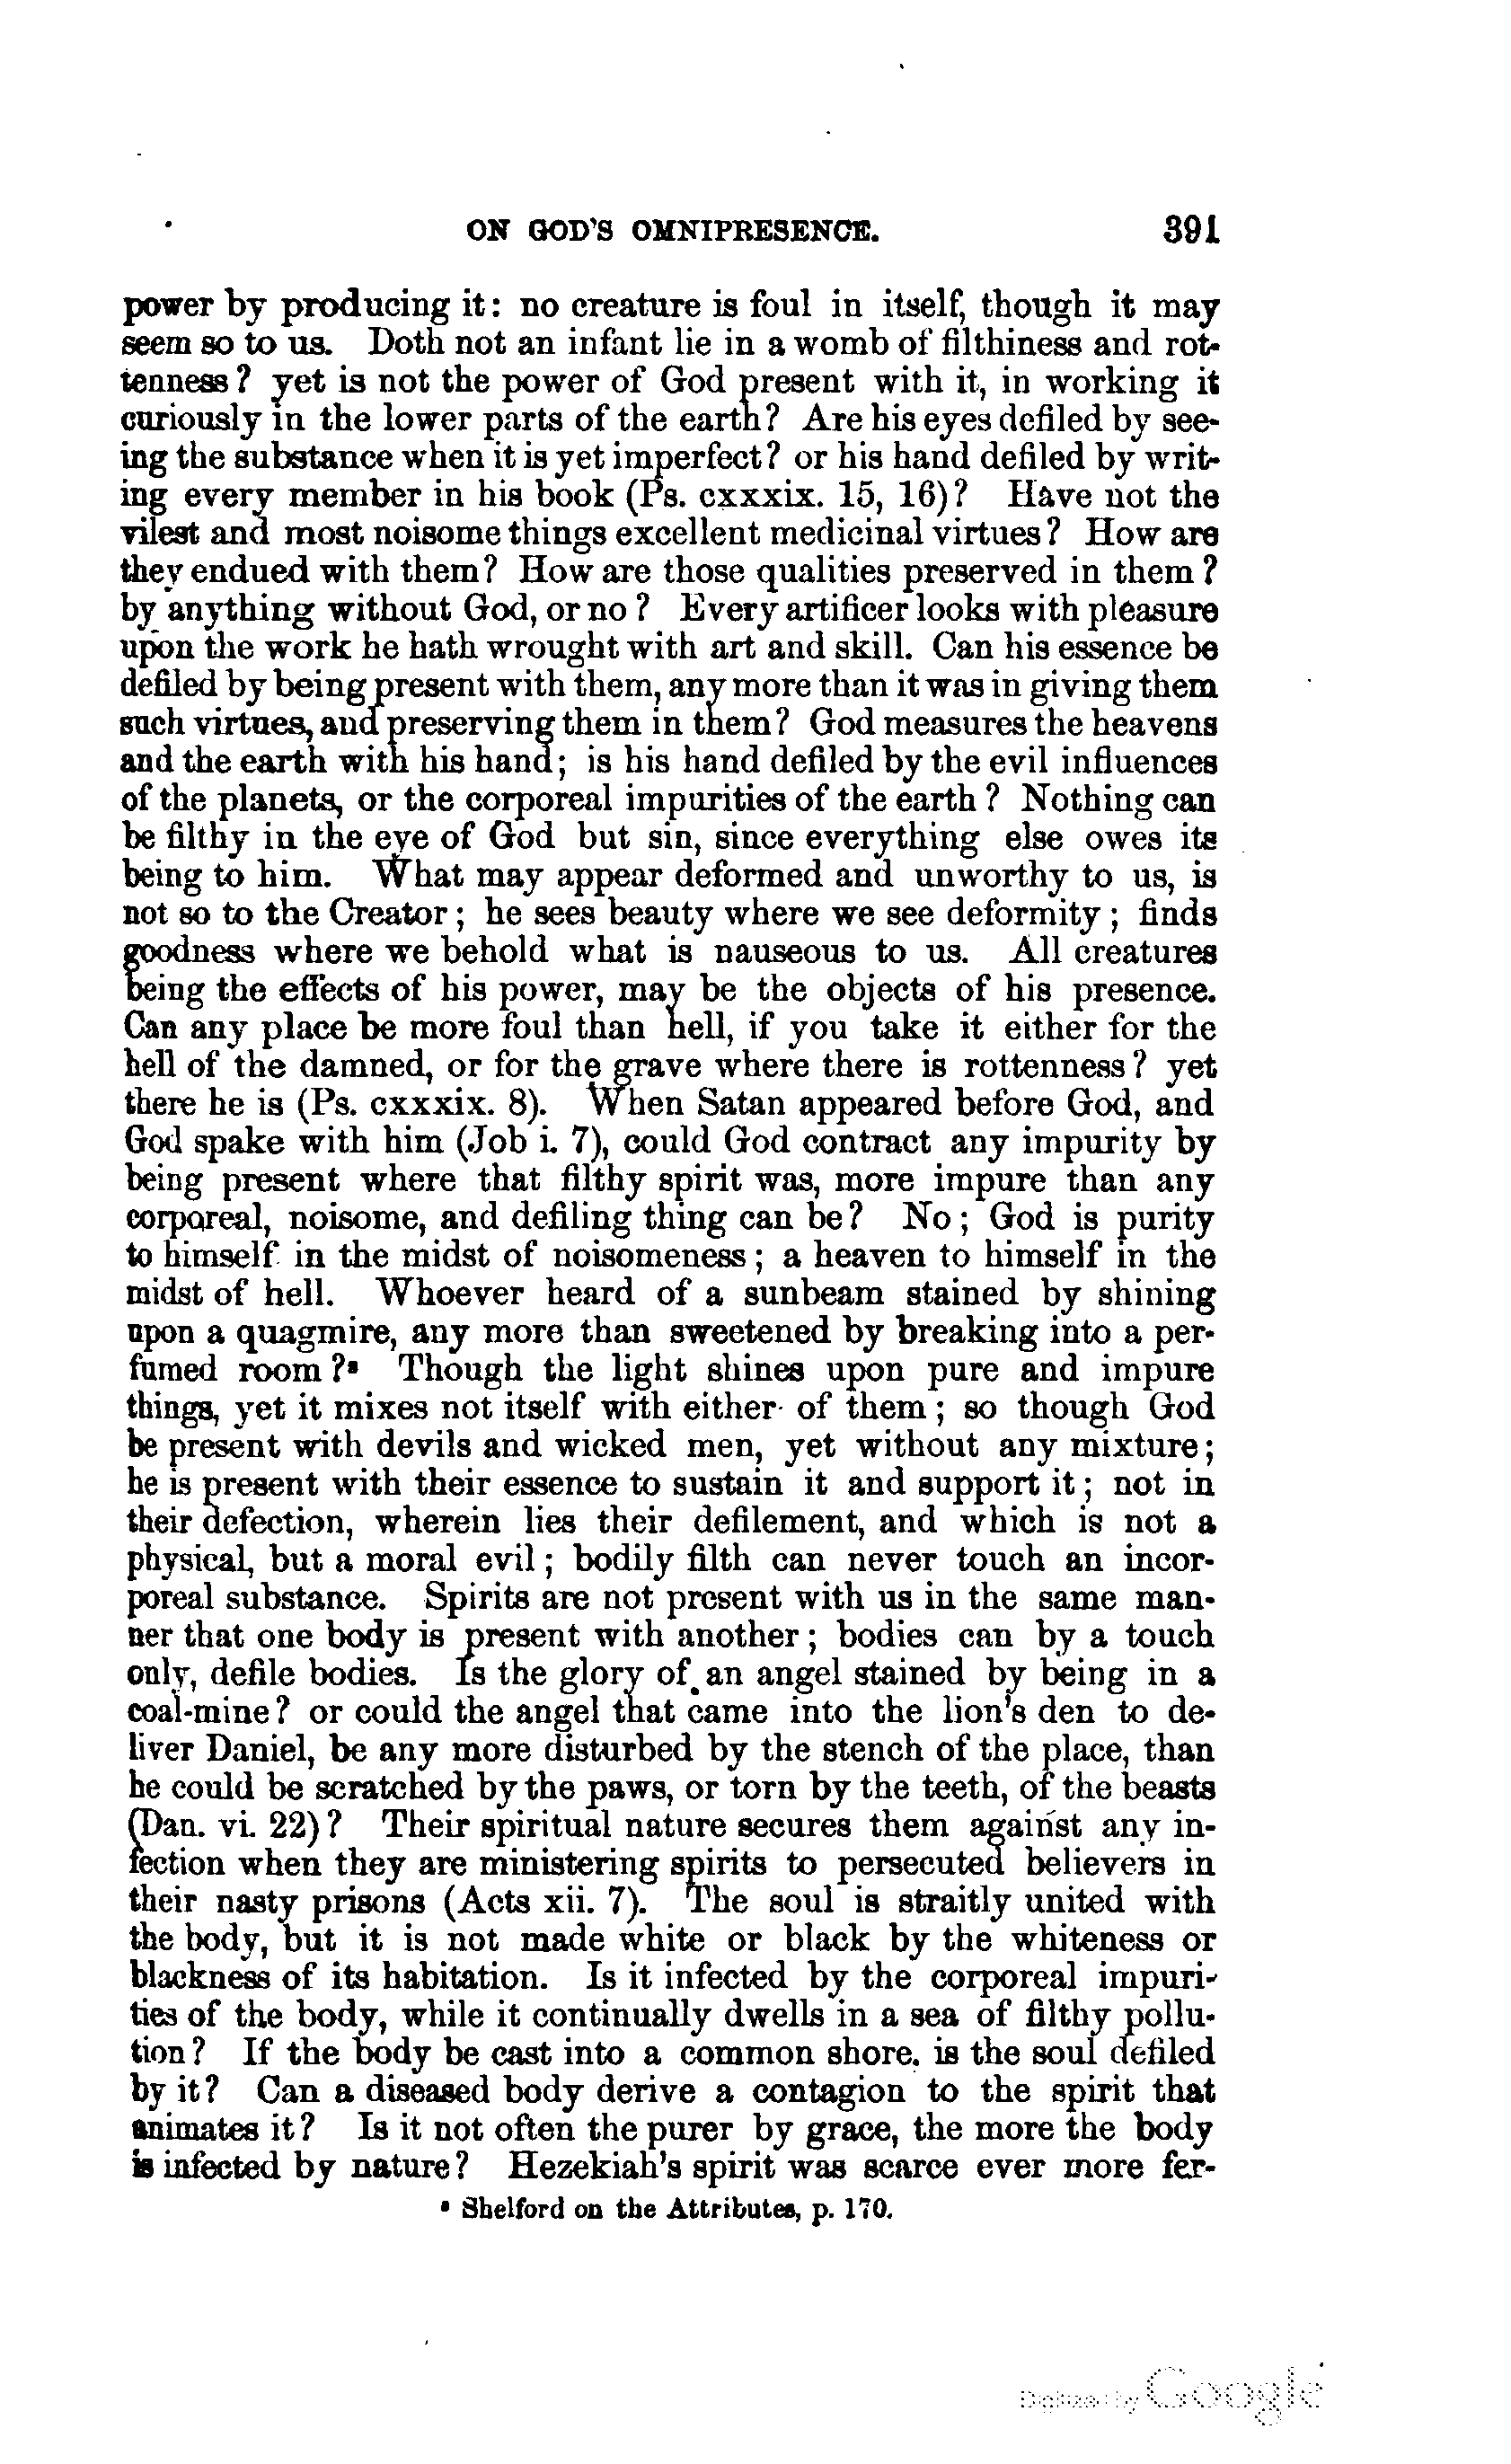 ON GOD'S OMNIPRESENCE. 391
power by producing it: no creature is foul in itself, though it may
seem so to us. Doth not an infant lie in a womb of filthiness and rot-
tenness? yet is not the power of God present with it, in working it
curiously in the lower parts of the earth? Are his eyes defiled by see-
ing the substance when it is yet imperfect? or his hand defiled by writ-
ing every member in his book (Ps. cxxxix. 15, 16)? Have not the
vilest and most noisome things excellent medicinal virtues? How are
they endued with them? How are those qualities preserved in them?
by anything without God, or no? Every artificer looks with pleasure
upon the work he hath wrought with art and skill. Can his essence be
defiled by being present with them, any more than it was in giving them
such virtues, and preserving them in them? God measures the heavens
and the earth with his hand; is his hand defiled by the evil influences
of the planets, or the corporeal impurities of the earth? Nothing can
be filthy in the eye of God but sin, since everything else owes its
being to him. What may appear deformed and unworthy to us, is
not so to the Creator; he sees beauty where we see deformity; finds
goodness where we behold what is nauseous to us. All creatures
being the effects of his power, may be the objects of his presence.
Can any place be more foul than hell, if you take it either for the
hell of the damned, or for the grave where there is rottenness? yet
there he is (Ps. cxxxix. 8). When Satan appeared before God, and
God spake with him (Job i. 7), could God contract any impurity by
being present where that filthy spirit was, more impure than any
corporeal, noisome, and defiling thing can be? No; God is purity
to himself in the midst of noisomeness; a heaven to himself in the
midst of hell. Whoever heard of a sunbeam stained by shining
upon a quagmire, any more than sweetened by breaking into a per-
fumed room?s Though the light shines upon pure and impure
things, yet it mixes not itself with either of them; so though God
be present with devils and wicked men, yet without any mixture;
he is present with their essence to sustain it and support it; not in
their defection, wherein lies their defilement, and which is not a
physical, but a moral evil; bodily filth can never touch an incor-
poreal substance. Spirits are not present with us in the same man-
ner that one body is present with another; bodies can by a touch
only, defile bodies. Is the glory of an angel stained by being in a
coal-mine? or could the angel that came into the lion's den to de-
liver Daniel, be any more disturbed by the stench of the place, than
he could be scratched by the paws, or torn by the teeth, of the beasts
(Dan. vi. 22)? Their spiritual nature secures them against any in-
fection when they are ministering spirits to persecuted believers in
their nasty prisons (Acts xii. 7). The soul is straitly united with
the body, but it is not made white or black by the whiteness or
blackness of its habitation. Is it infected by the corporeal impuri-
ties of the body, while it continually dwells in a sea of filthy pollu-
tion? If the body be cast into a common shore, is the soul defiled
by it? Can a diseased body derive a contagion to the spirit that
animates it? Is it not often the purer by grace, the more the body
is infected by nature? Hezekiah's spirit was scarce ever more fer-
s Shelford on the Attributes, p. 170.
Digitized by Google